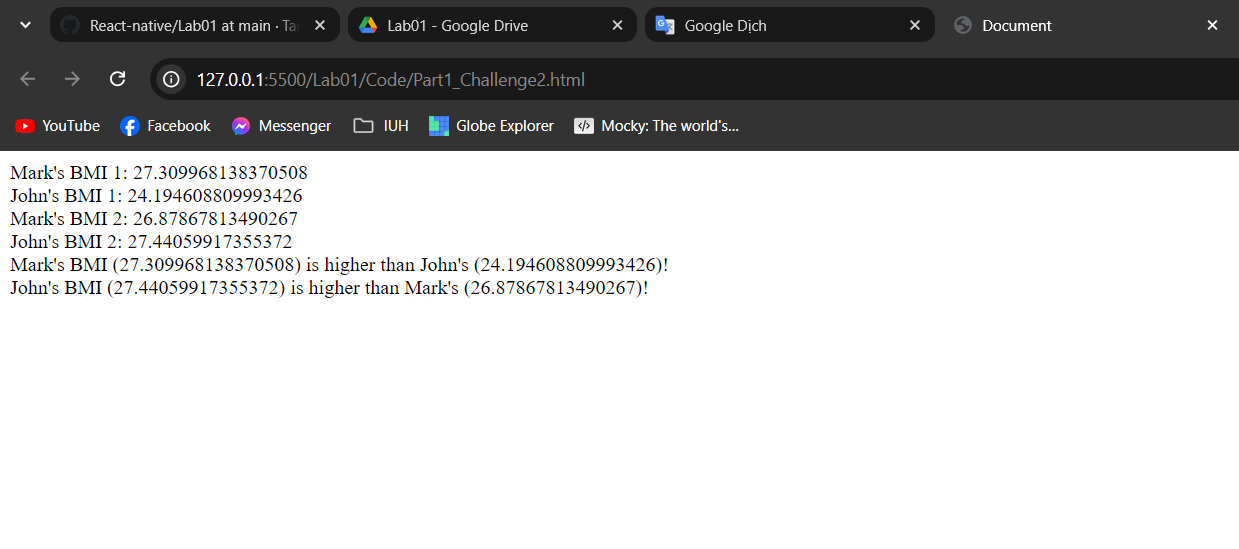 React-native/Lab01 at main · Tar
Lab01 - Google Drive
Google Dịch
Document
127.0.0.1:5500/Lab01/Code/Part1_Challenge2.html
YouTube
Facebook
Messenger
IUH
Globe Explorer
Mocky: The world's...
Mark's BMI 1: 27.309968138370508
John's BMI 1: 24.194608809993426
Mark's BMI 2: 26.87867813490267
John's BMI 2: 27.44059917355372
Mark's BMI (27.309968138370508) is higher than John's (24.194608809993426)!
John's BMI (27.44059917355372) is higher than Mark's (26.87867813490267)!